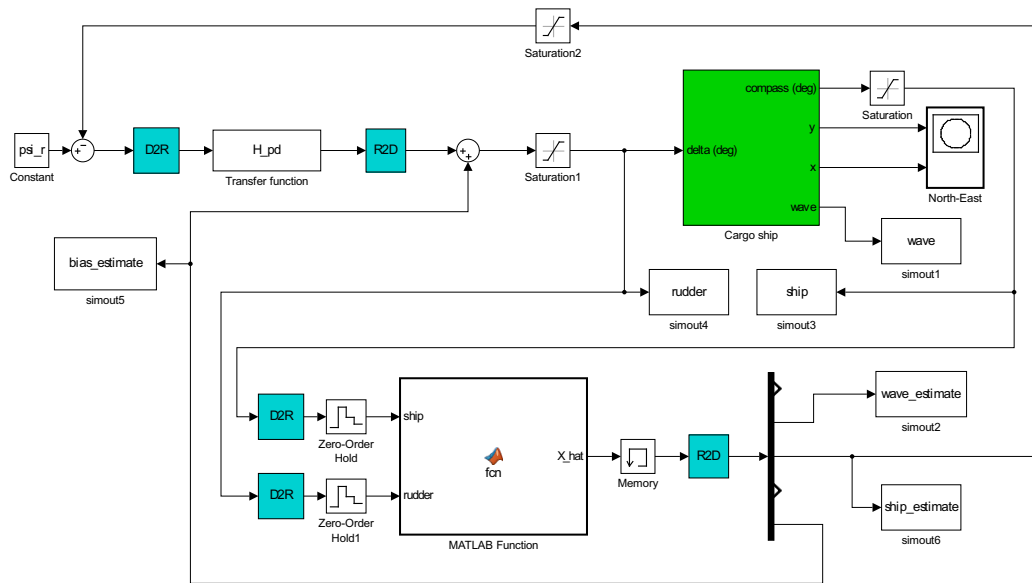 Saturation2
compass (deg)
Saturation
psi_r
Constant
D2R
H_pd
Transfer function
R2D
Saturation1
delta (deg)
y
x
wave
Cargo ship
North-East
wave
simout1
bias_estimate
simout5
rudder
simout4
ship
simout3
D2R
Zero-Order
Hold
ship
fcn
X_hat
Memory
R2D
wave_estimate
simout2
D2R
Zero-Order
Hold1
rudder
MATLAB Function
ship_estimate
simout6